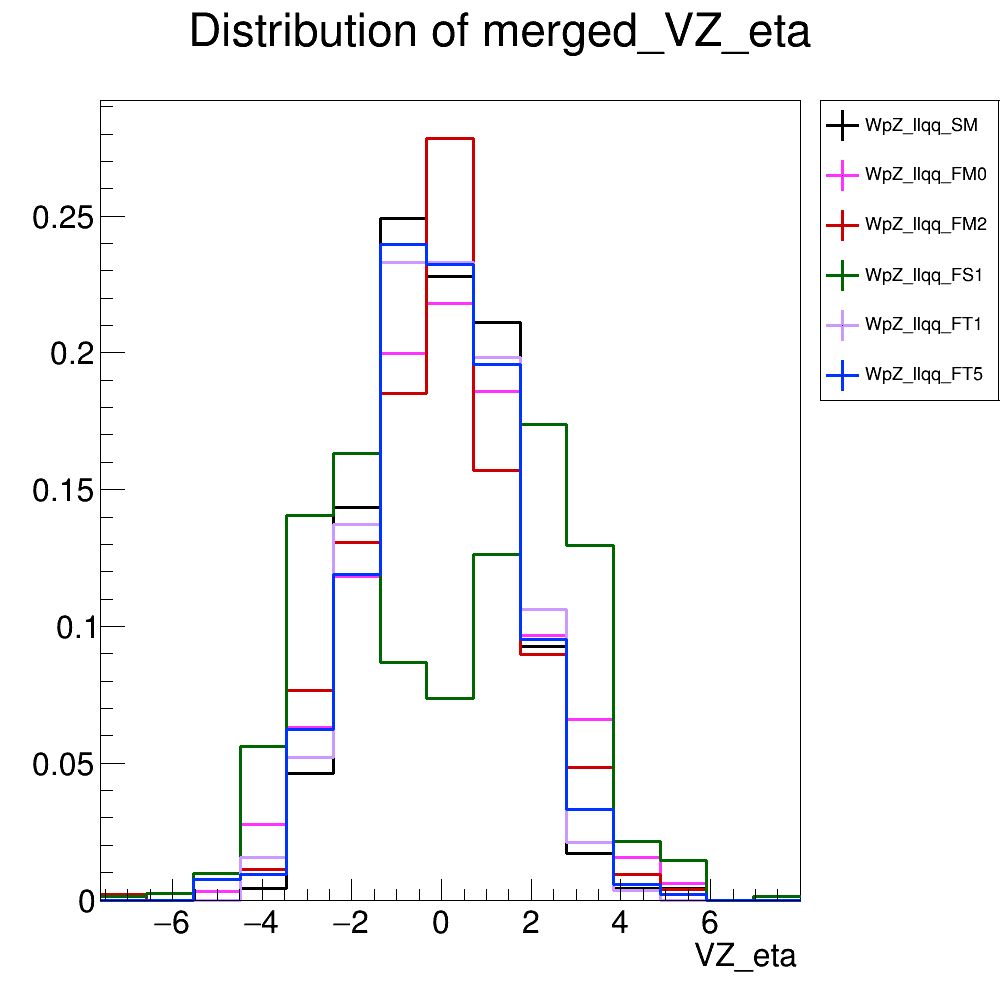 Distribution of merged_VZ_eta
WpZ_llqq_SM
WpZ_llqq_FM0
WpZ_llqq_FM2
WpZ_llqq_FS1
WpZ_llqq_FT1
WpZ_llqq_FT5
0.25
0.2
0.15
0.1
0.05
0
−6 −4 −2 0 2 4 6
VZ_eta